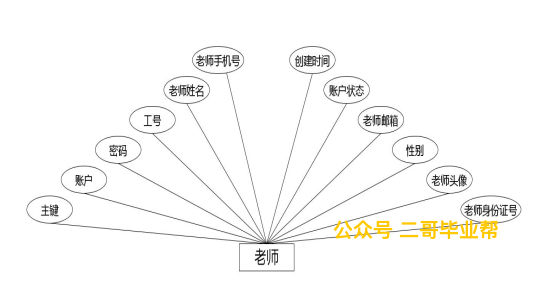 老师手机号
创建时间
老师姓名
账户状态
工号
老师邮箱
密码
性别
账户
老师头像
主键
老师身份证号
公众号 二哥毕业帮
老师